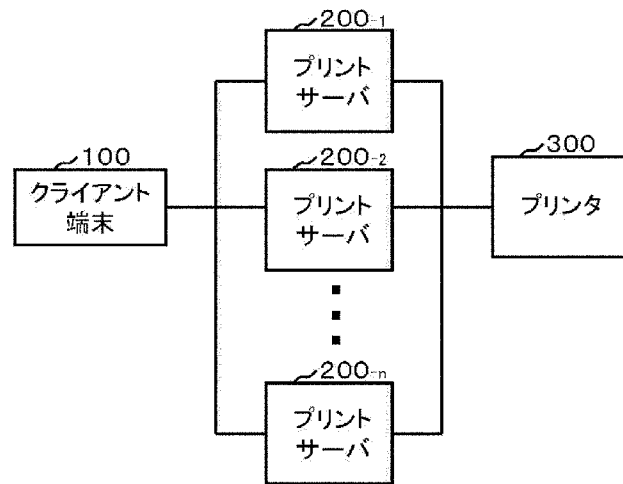 200-1
プリント
サーバ
100
クライアント
端末
200-2
プリント
サーバ
300
プリンタ
200-n
プリント
サーバ